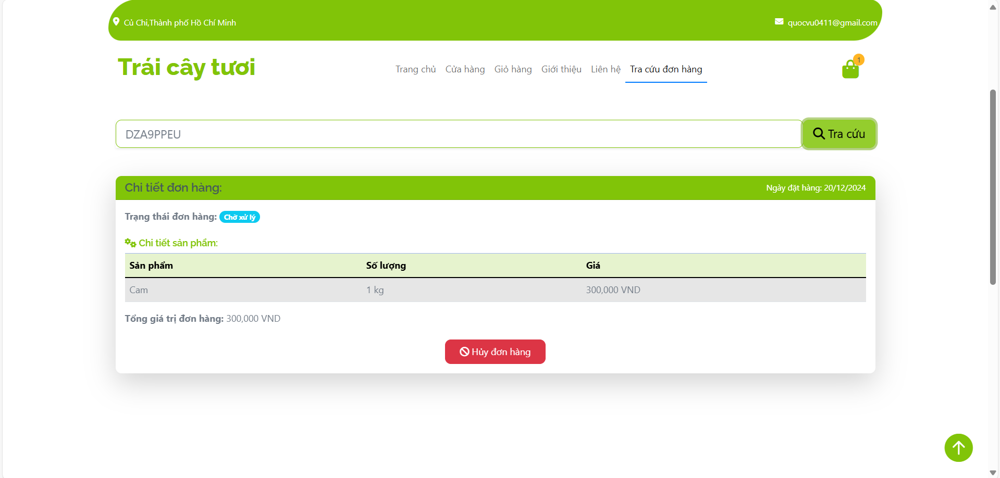 Củ Chi,Thành phố Hồ Chí Minh
quocvu0411@gmail.com
Trái cây tươi
Trang chủ Cửa hàng Giỏ hàng Giới thiệu Liên hệ Tra cứu đơn hàng
1
DZA9PPEU
Tra cứu
Chi tiết đơn hàng:
Ngày đặt hàng: 20/12/2024
Trạng thái đơn hàng: Chờ xử lý
Chi tiết sản phẩm:
Sản phẩm Số lượng Giá
Cam 1 kg 300,000 VND
Tổng giá trị đơn hàng: 300,000 VND
Hủy đơn hàng